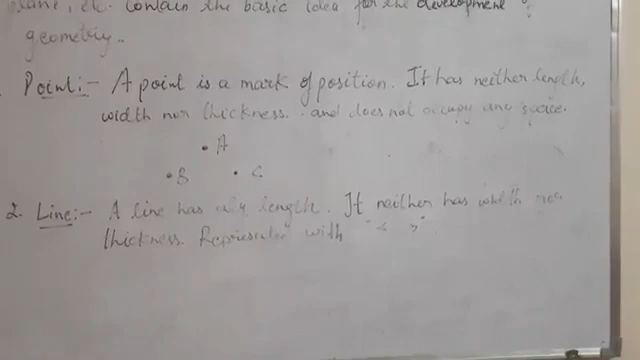 plane, etc. contain the basic idea for the development of
geometry..
Point:- A point is a mark of position. It has neither length,
width nor thickness. and does not occupy any space.
A
B C
2. Line:- A line has only length. It neither has width nor
thickness. Represented with "< >"